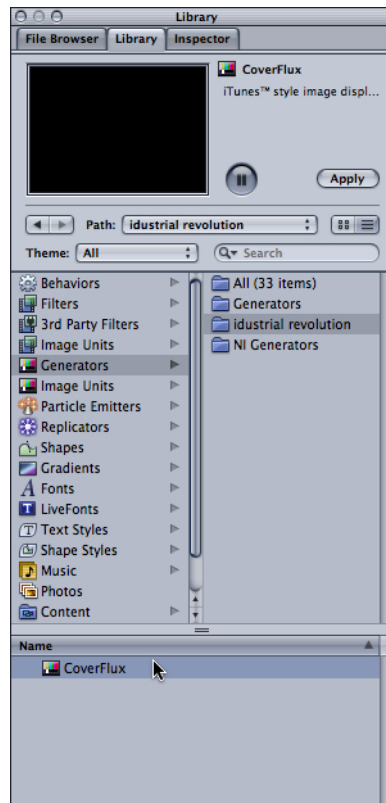 Library
File Browser Library Inspector
CoverFlux
iTunes™ style image displ...
Apply
Path: idustrial revolution
Theme: All Search
Behaviors
Filters
3rd Party Filters
Image Units
Generators
Image Units
Particle Emitters
Replicators
Shapes
Gradients
Fonts
LiveFonts
Text Styles
Shape Styles
Music
Photos
Content
All (33 items)
Generators
idustrial revolution
NI Generators
Name
CoverFlux